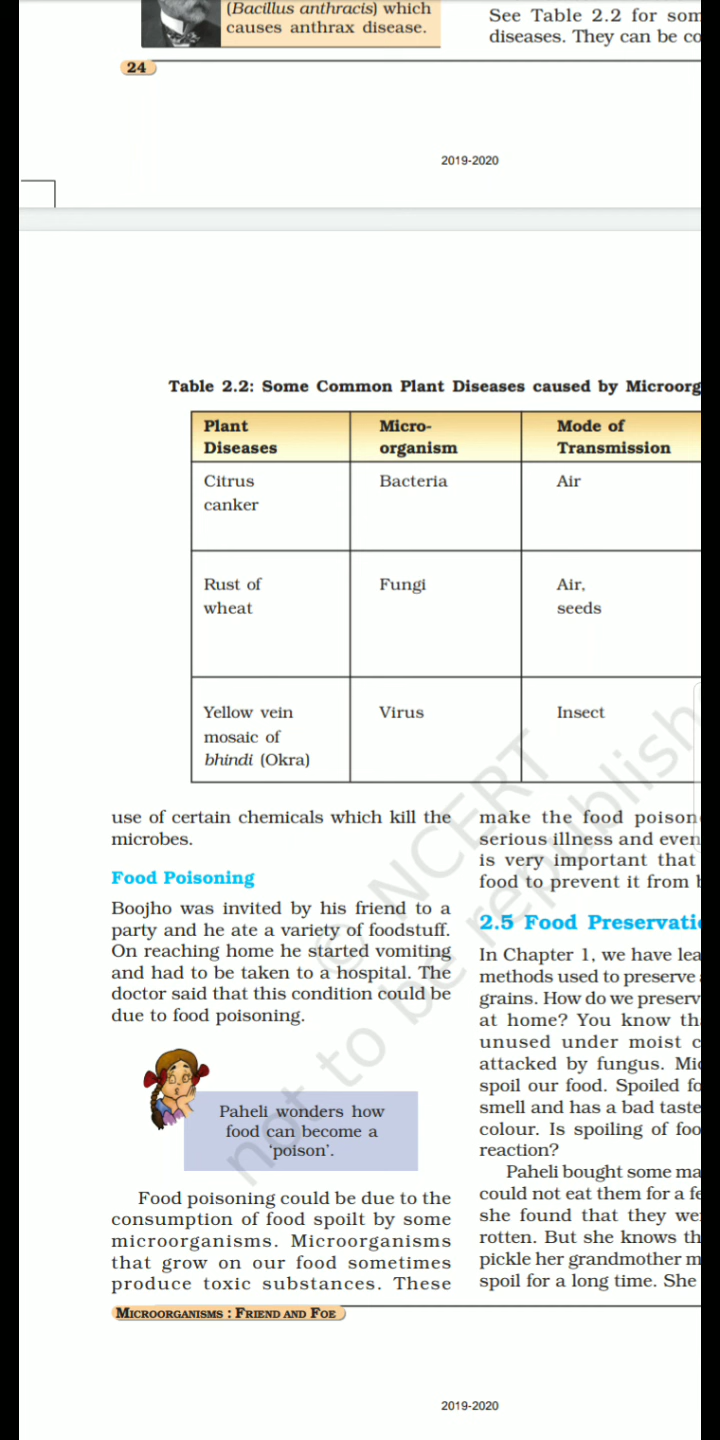 (Bacillus anthracis) which
causes anthrax disease.
See Table 2.2 for som
diseases. They can be co
24
2019-2020
Table 2.2: Some Common Plant Diseases caused by Microorg
Plant Diseases
Micro-organism
Mode of Transmission
Citrus canker
Bacteria
Air
Rust of wheat
Fungi
Air, seeds
Yellow vein mosaic of bhindi (Okra)
Virus
Insect
use of certain chemicals which kill the
microbes.
Food Poisoning
Boojho was invited by his friend to a
party and he ate a variety of foodstuff.
On reaching home he started vomiting
and had to be taken to a hospital. The
doctor said that this condition could be
due to food poisoning.
Paheli wonders how
food can become a
‘poison’.
Food poisoning could be due to the
consumption of food spoilt by some
microorganisms. Microorganisms
that grow on our food sometimes
produce toxic substances. These
make the food poison
serious illness and even
is very important that
food to prevent it from
2.5 Food Preservati
In Chapter 1, we have lea
methods used to preserve
grains. How do we preserv
at home? You know th
unused under moist c
attacked by fungus. Mic
spoil our food. Spoiled fo
smell and has a bad taste
colour. Is spoiling of foo
reaction?
Paheli bought some ma
could not eat them for a fe
she found that they we
rotten. But she knows th
pickle her grandmother m
spoil for a long time. She
MICROORGANISMS : FRIEND AND FOE
2019-2020
© NCERT
not to be republish